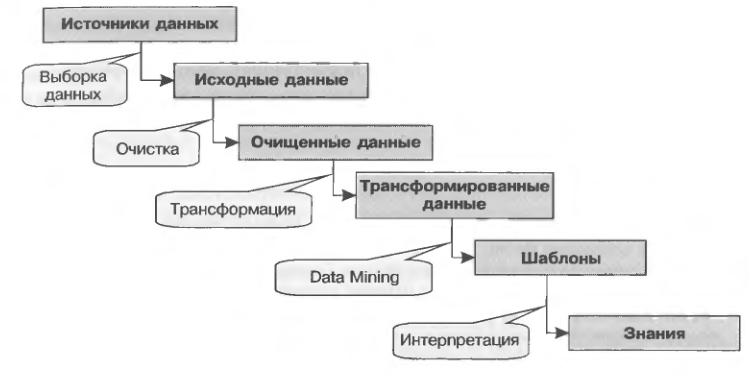 Источники данных
Выборка
данных
Исходные данные
Очистка
Очищенные данные
Трансформация
Трансформированные
данные
Data Mining
Шаблоны
Интерпретация
Знания